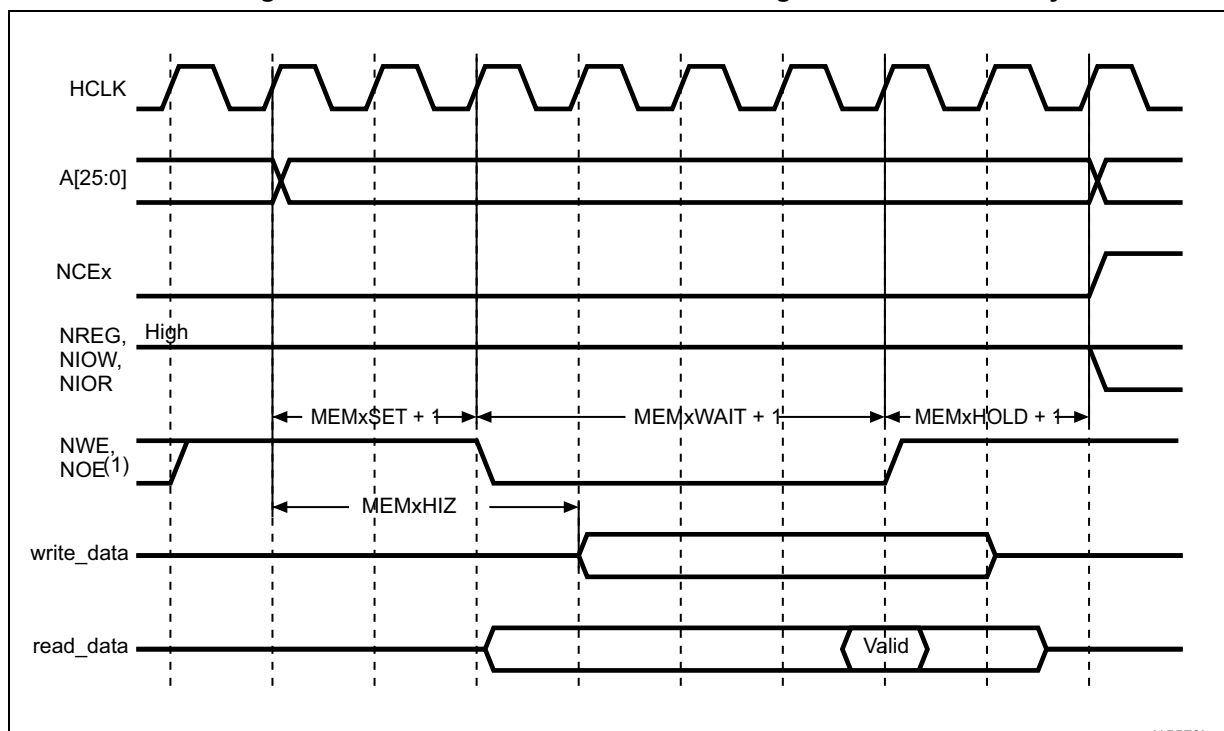 HCLK
A[25:0]
NCEx
NREG, High
NIOW,
NIOR
MEMxSET + 1 MEMxWAIT + 1 MEMxHOLD + 1
NWE,
NOE(1)
MEMxHIZ
write_data
read_data Valid